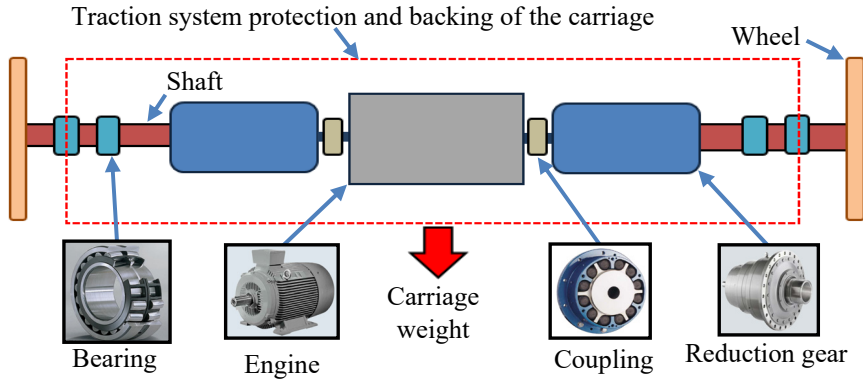 Traction system protection and backing of the carriage
Wheel
Shaft
Carriage
weight
Bearing
Engine
Coupling
Reduction gear